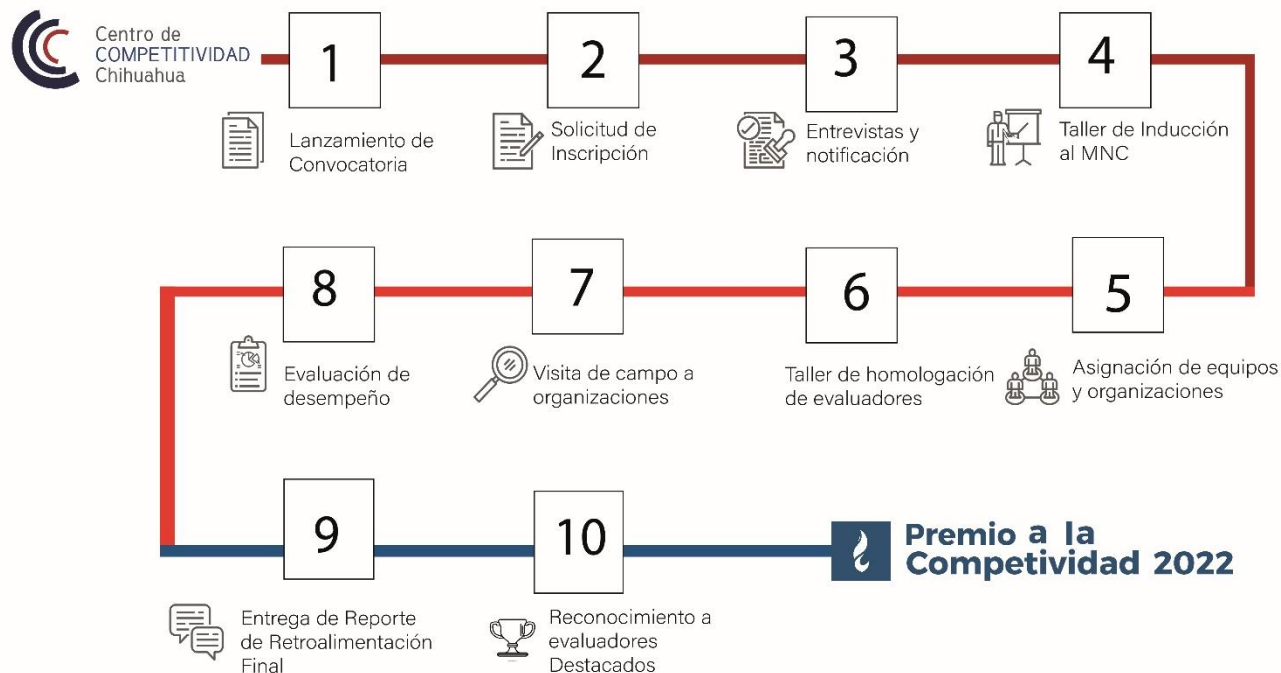 Centro de
COMPETITIVIDAD
Chihuahua
1
Lanzamiento de
Convocatoria
2
Solicitud de
Inscripción
3
Entrevistas y
notificación
4
Taller de Inducción
al MNC
5
Asignación de equipos
y organizaciones
6
Taller de homologación
de evaluadores
7
Visita de campo a
organizaciones
8
Evaluación de
desempeño
9
Entrega de Reporte
de Retroalimentación
Final
10
Reconocimiento a
evaluadores
Destacados
Premio a la
Competividad 2022